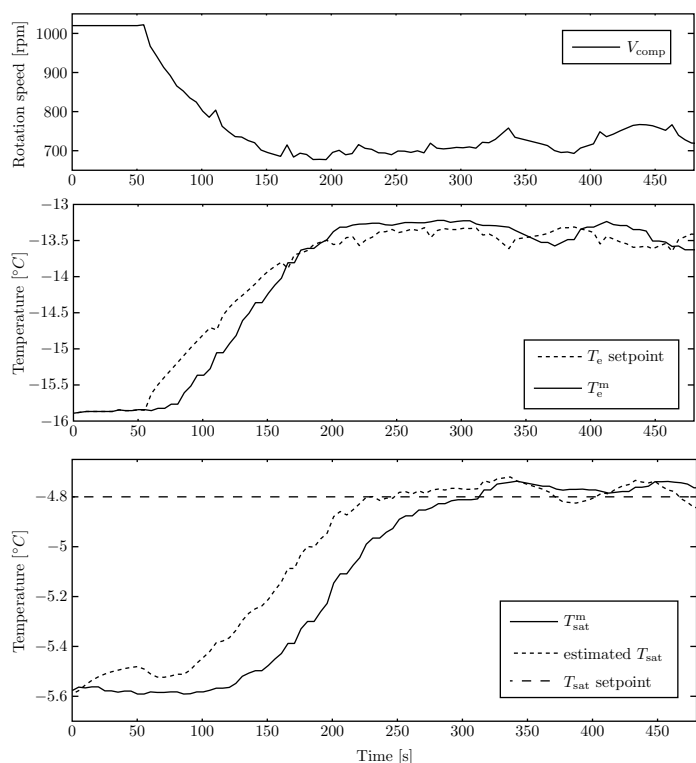 Rotation speed [rpm]
1000
900
800
700
V_comp
0 50 100 150 200 250 300 350 400 450
Temperature [°C]
−13
−13.5
−14
−14.5
−15
−15.5
−16
T_e setpoint
T_e^m
0 50 100 150 200 250 300 350 400 450
Temperature [°C]
−4.8
−5
−5.2
−5.4
−5.6
T_sat^m
estimated T_sat
T_sat setpoint
0 50 100 150 200 250 300 350 400 450
Time [s]